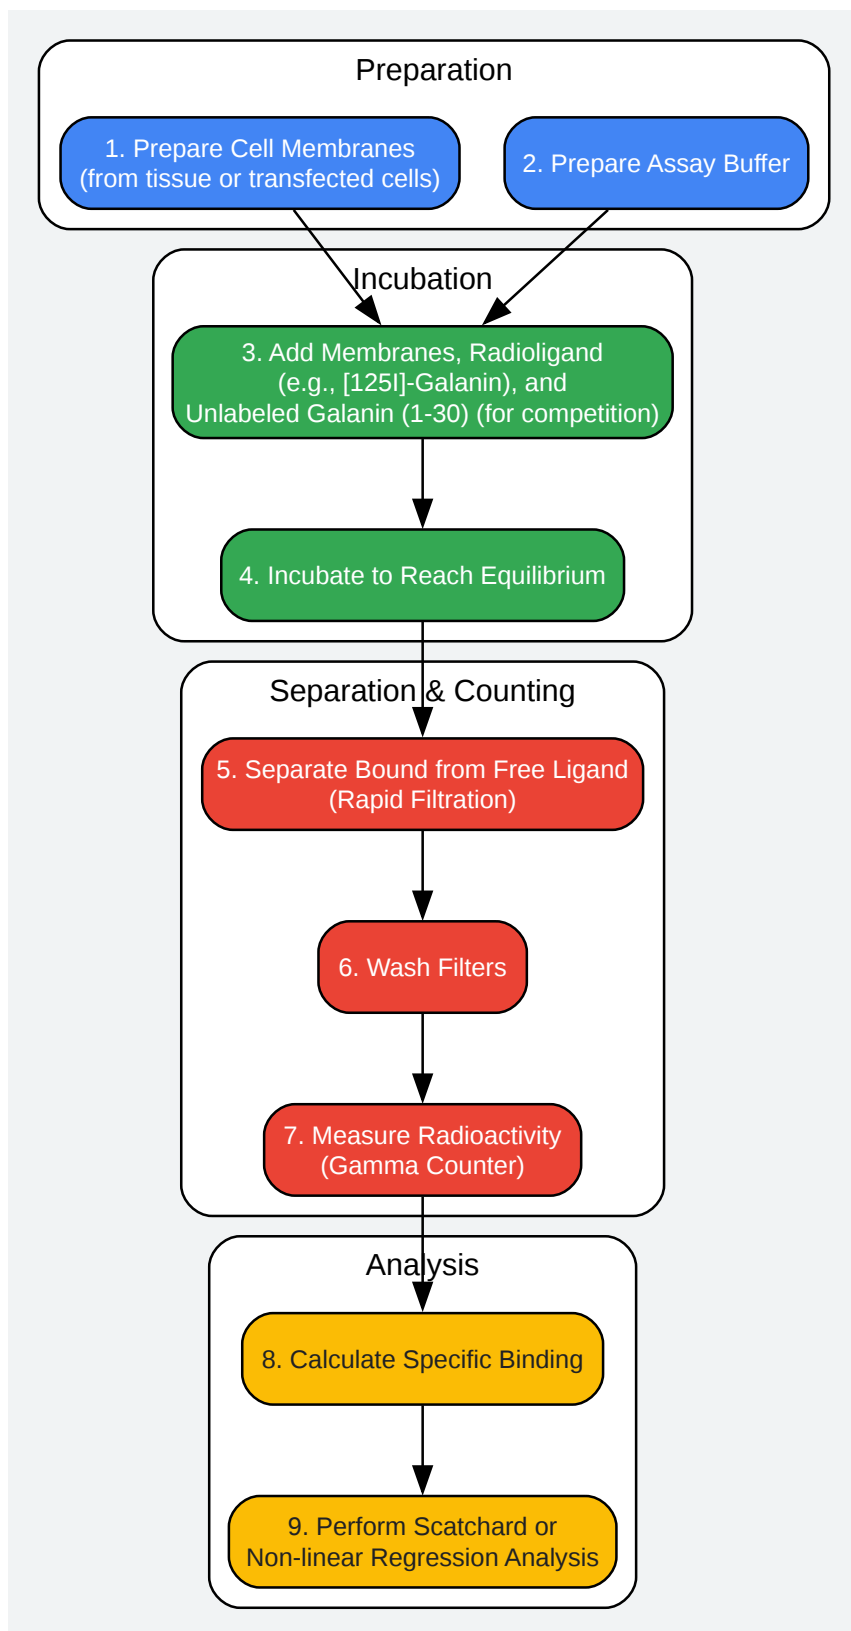 Preparation
1. Prepare Cell Membranes
(from tissue or transfected cells)
2. Prepare Assay Buffer
Incubation
3. Add Membranes, Radioligand
(e.g., [125I]-Galanin), and
Unlabeled Galanin (1-30) (for competition)
4. Incubate to Reach Equilibrium
Separation & Counting
5. Separate Bound from Free Ligand
(Rapid Filtration)
6. Wash Filters
7. Measure Radioactivity
(Gamma Counter)
Analysis
8. Calculate Specific Binding
9. Perform Scatchard or
Non-linear Regression Analysis